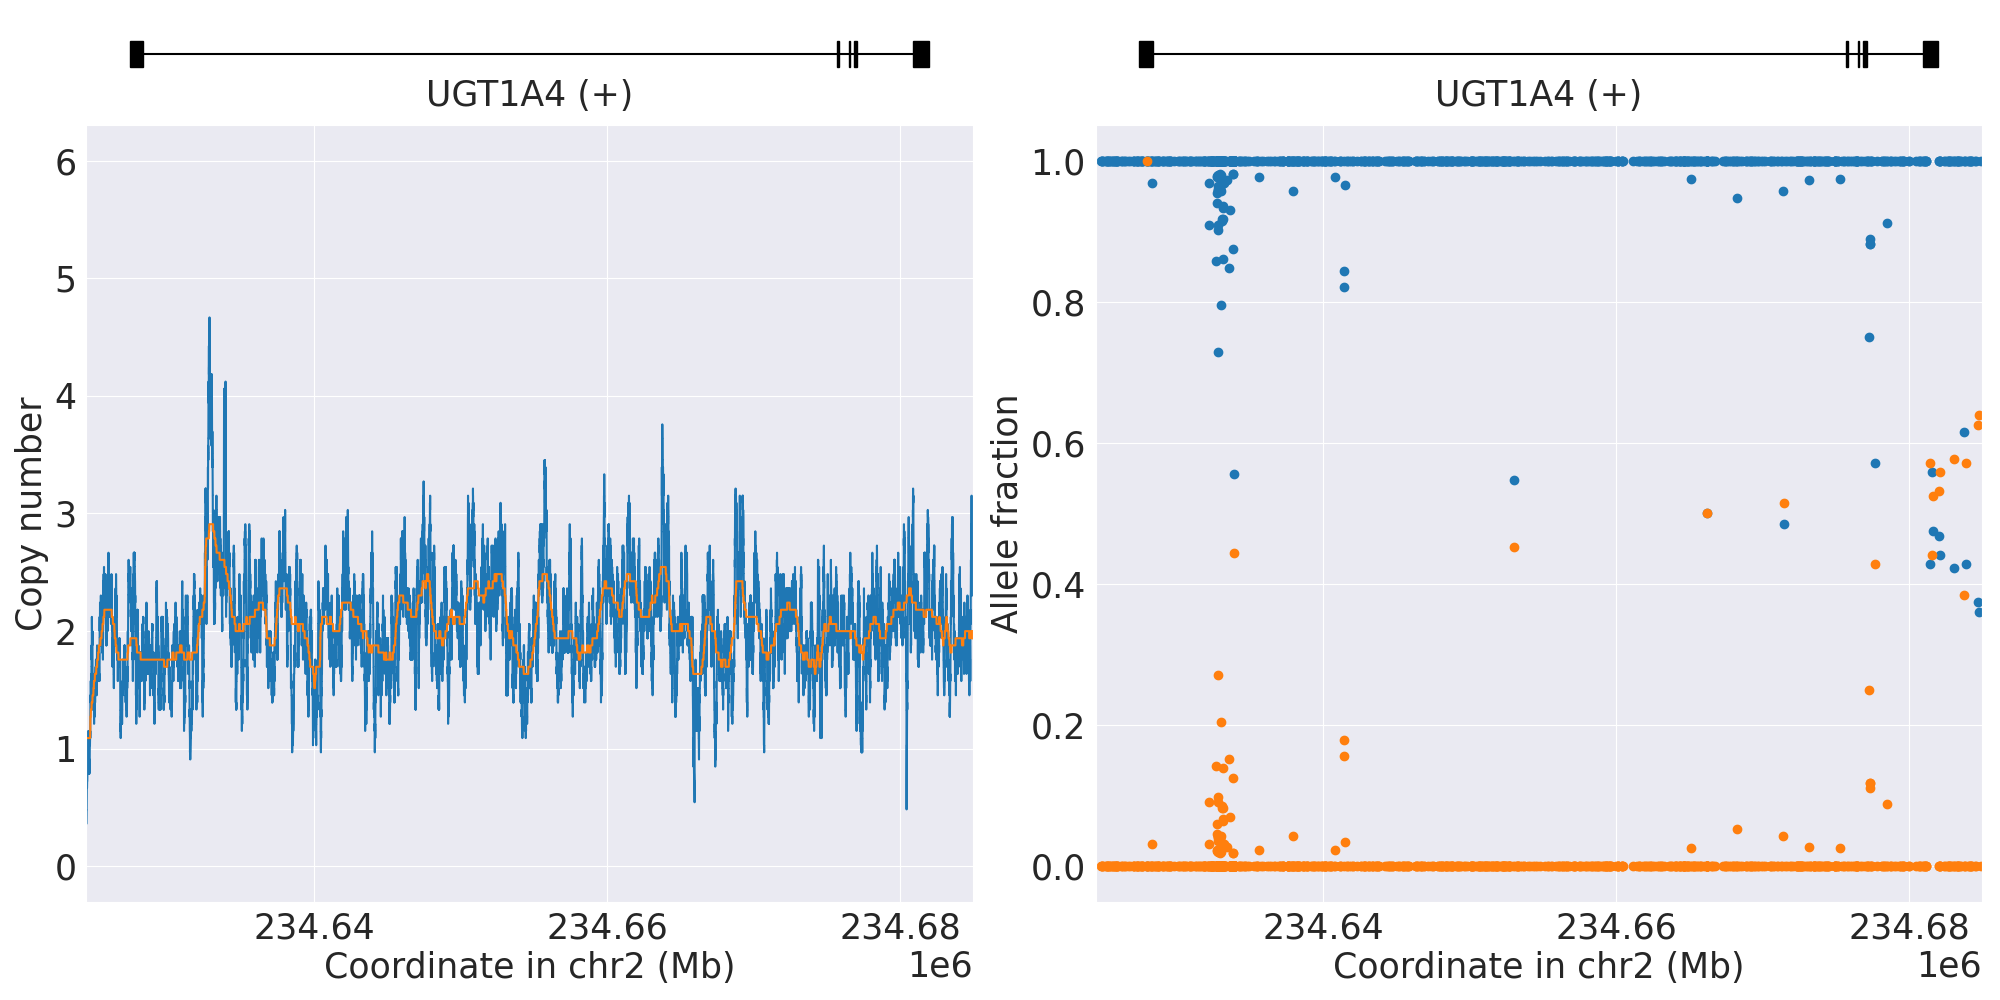 UGT1A4 (+)
6
5
4
3
2
1
0
Copy number
234.64 234.66 234.68
Coordinate in chr2 (Mb) 1e6
UGT1A4 (+)
1.0
0.8
0.6
0.4
0.2
0.0
Allele fraction
234.64 234.66 234.68
Coordinate in chr2 (Mb) 1e6